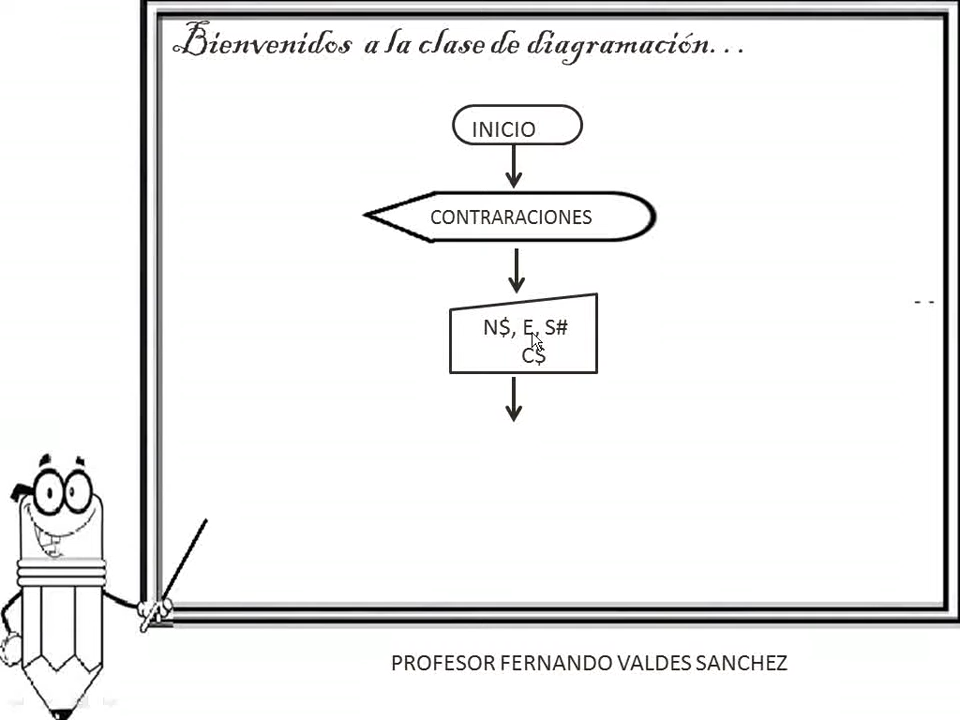 Bienvenidos a la clase de diagramación...
INICIO
CONTRARACIONES
N$, E, S#
C$
PROFESOR FERNANDO VALDES SANCHEZ